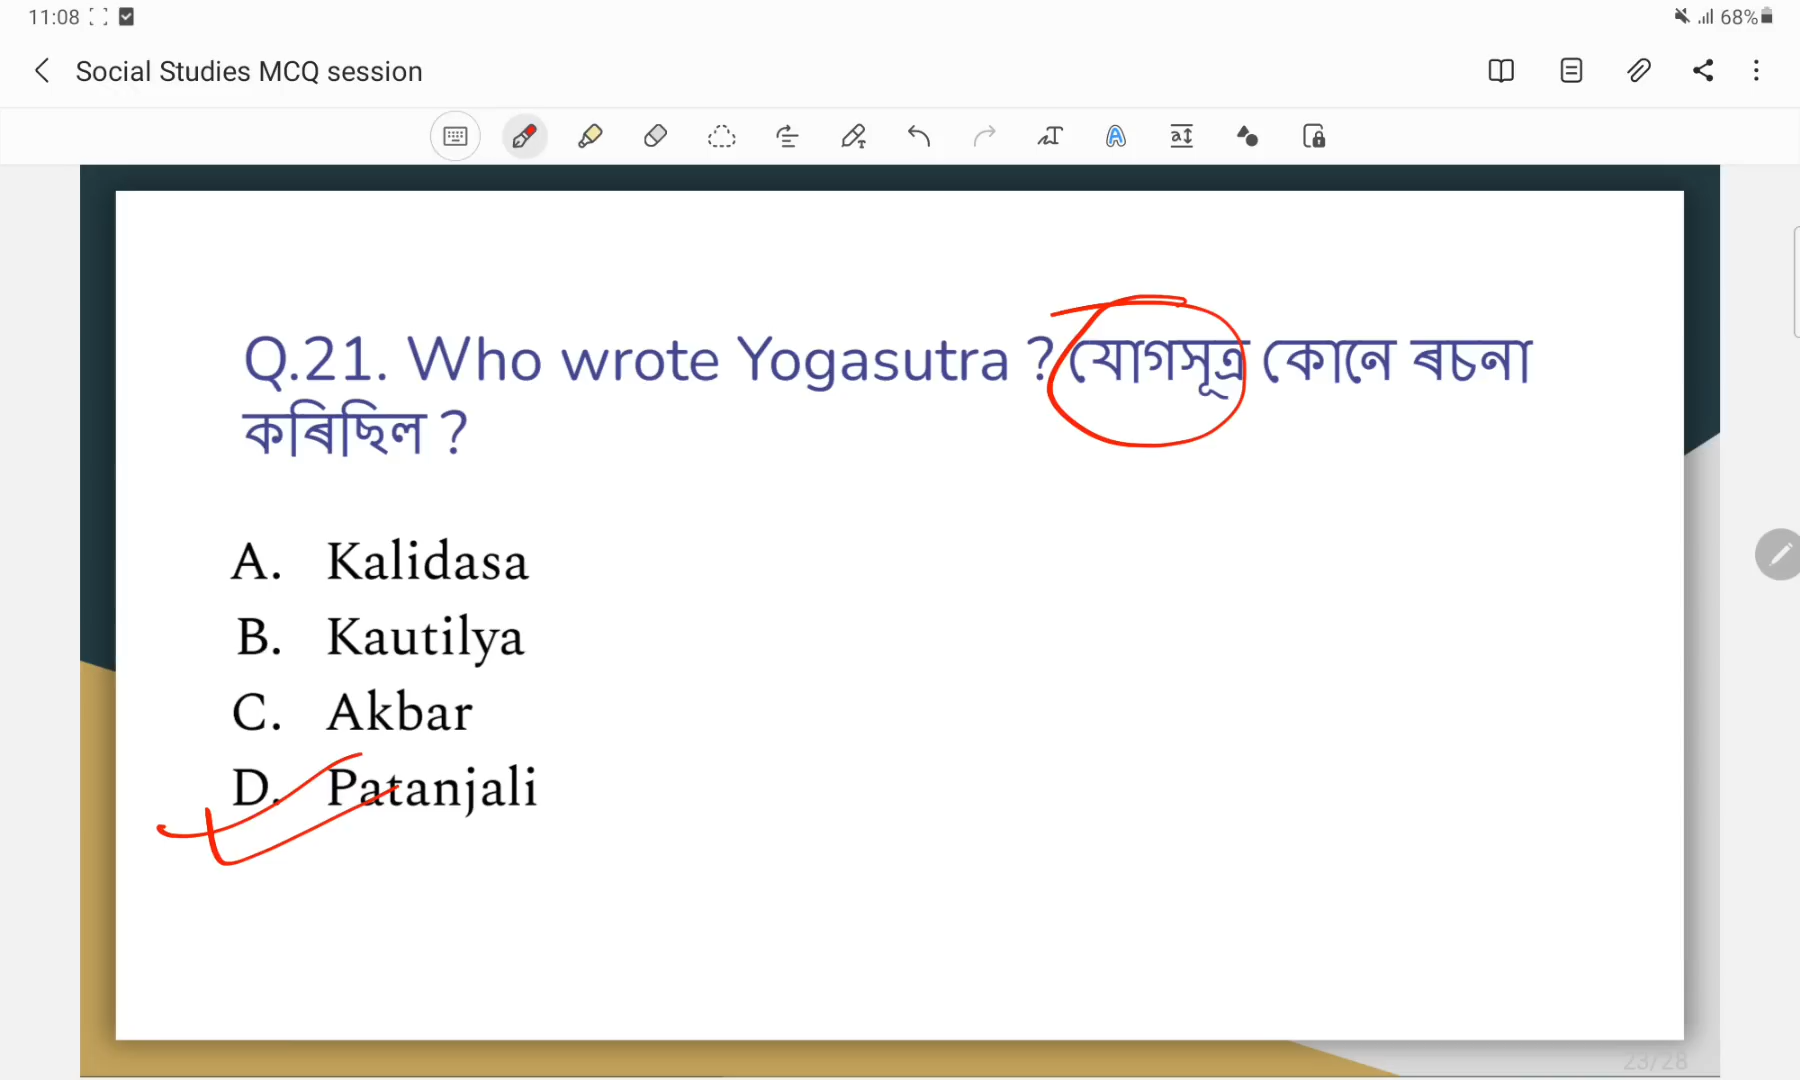 11:08
68%
Social Studies MCQ session
Q.21. Who wrote Yogasutra ? যোগসূত্ৰ কোনে ৰচনা
কৰিছিল ?
A. Kalidasa
B. Kautilya
C. Akbar
D. Patanjali
23/28